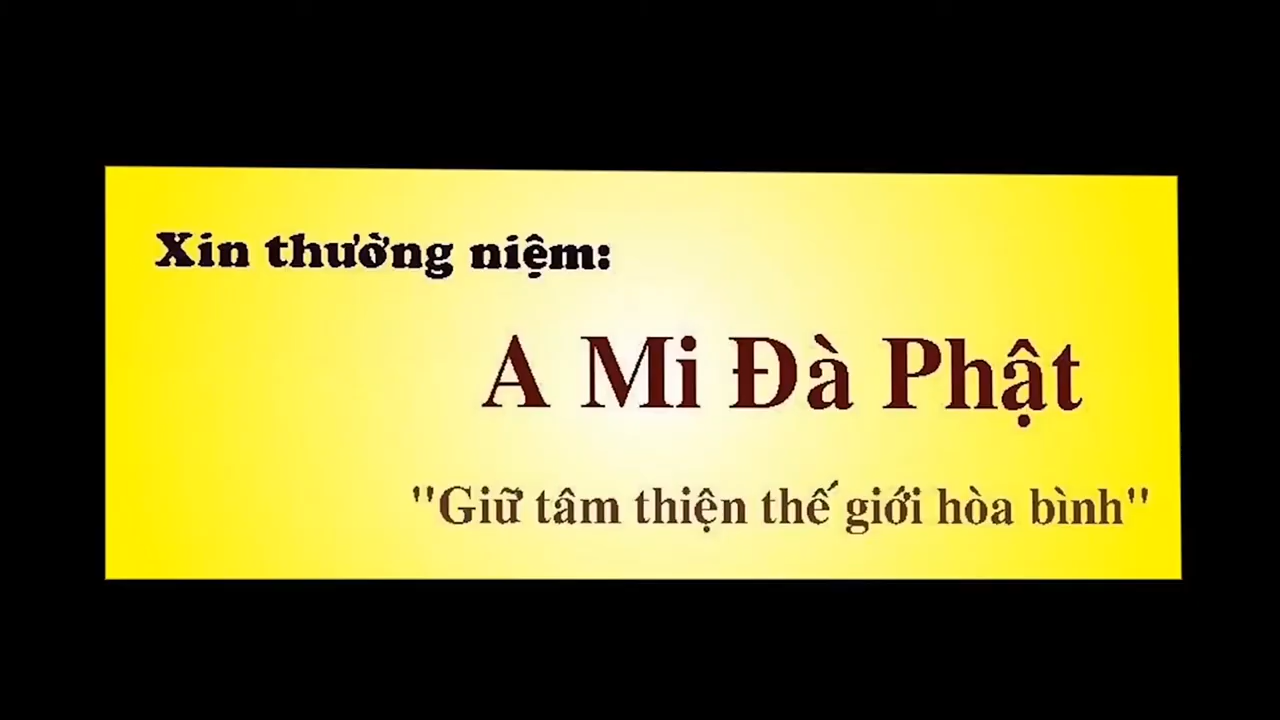 Xin thường niệm:
A Mi Đà Phật
"Giữ tâm thiện thế giới hòa bình"